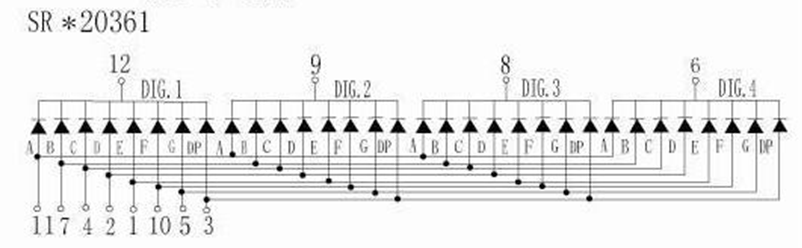 SR *20361
12 9 8 6
DIG.1 DIG.2 DIG.3 DIG.4
A B C D E F G DP A B C D E F G DP A B C D E F G DP A B C D E F G DP
11 7 4 2 1 10 5 3